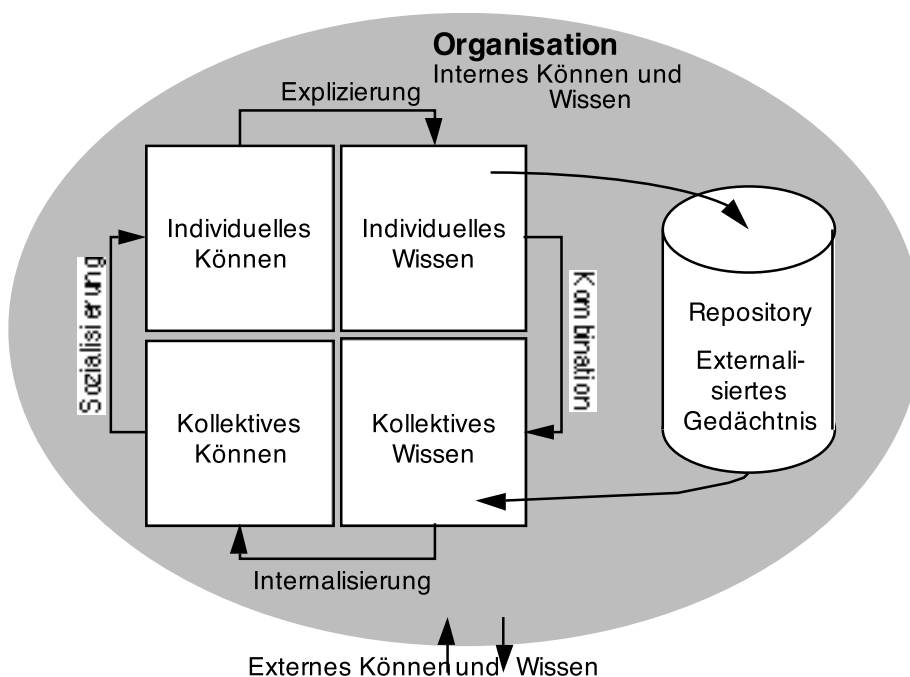 Organisation
Internes Können und
Wissen
Explizierung
Individuelles
Können
Individuelles
Wissen
Sozialisierung
Kombination
Repository
Externali-
siertes
Gedächtnis
Kollektives
Können
Kollektives
Wissen
Internalisierung
Externes Können und Wissen